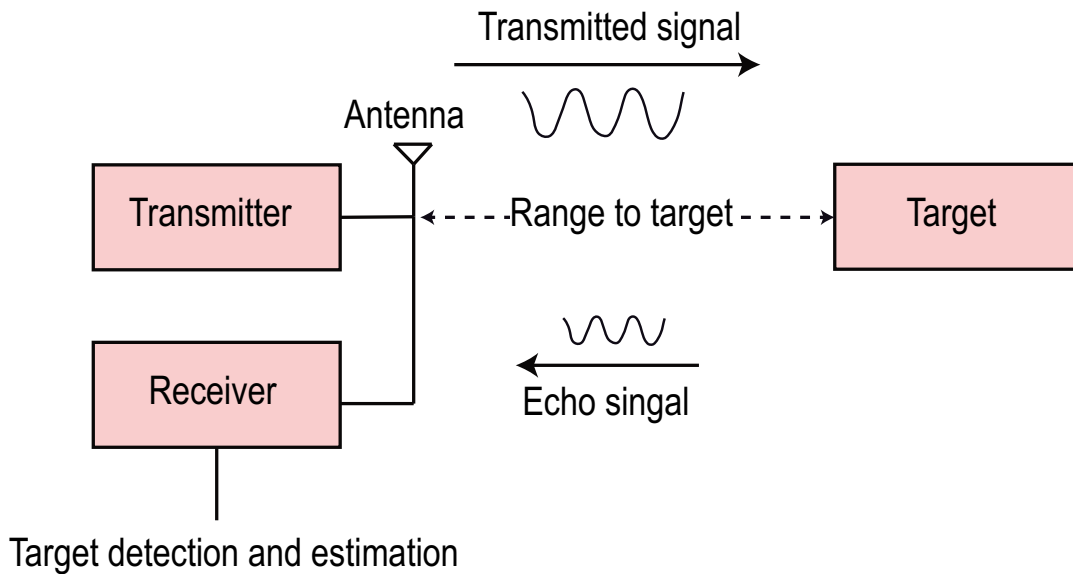 Transmitted signal
Antenna
Transmitter
Range to target
Target
Receiver
Echo singal
Target detection and estimation